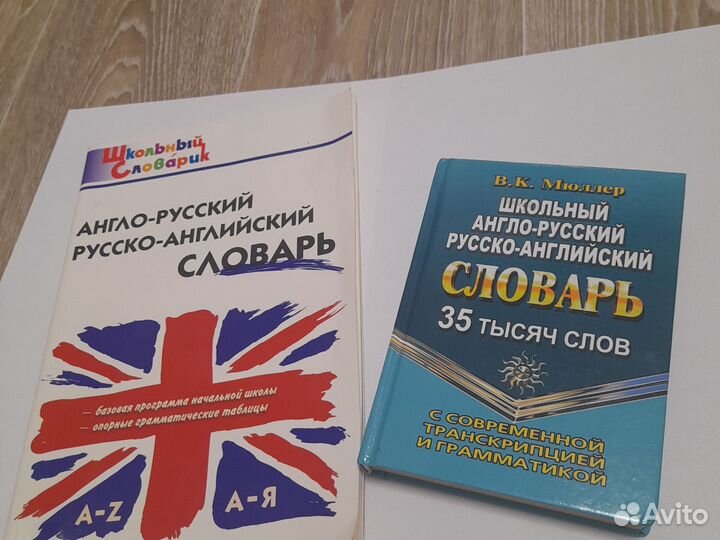 Школьный
Словарик
АНГЛО-РУССКИЙ
РУССКО-АНГЛИЙСКИЙ
СЛОВАРЬ
– базовая программа начальной школы
– опорные грамматические таблицы
A-Z
А-Я
В.К. Мюллер
ШКОЛЬНЫЙ
АНГЛО-РУССКИЙ
РУССКО-АНГЛИЙСКИЙ
СЛОВАРЬ
35 ТЫСЯЧ СЛОВ
С СОВРЕМЕННОЙ
ТРАНСКРИПЦИЕЙ
И ГРАММАТИКОЙ
Avito